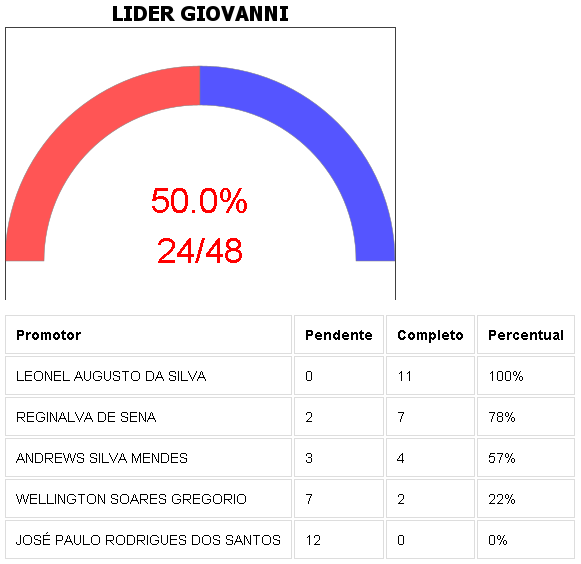 LIDER GIOVANNI
50.0%
24/48
Promotor Pendente Completo Percentual
LEONEL AUGUSTO DA SILVA 0 11 100%
REGINALVA DE SENA 2 7 78%
ANDREWS SILVA MENDES 3 4 57%
WELLINGTON SOARES GREGORIO 7 2 22%
JOSÉ PAULO RODRIGUES DOS SANTOS 12 0 0%